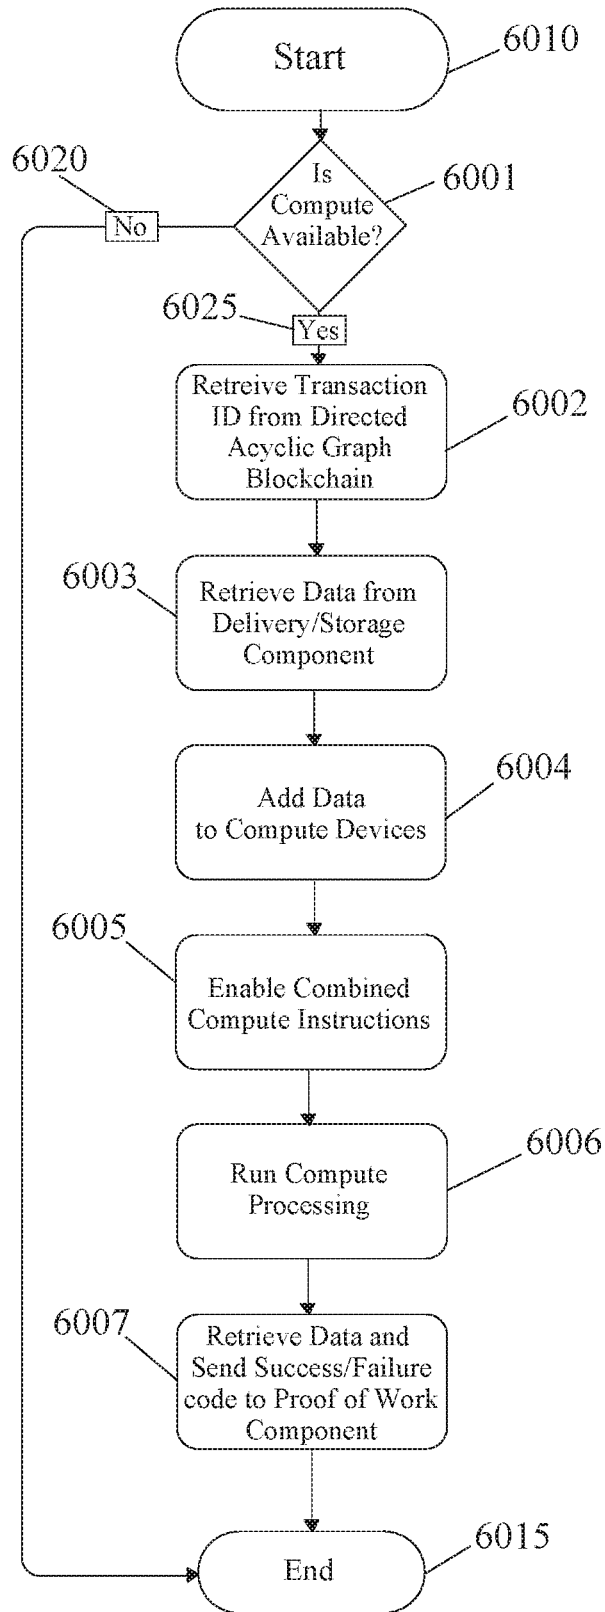 Start
6010
Is
Compute
Available?
6001
6020
No
6025
Yes
Retreive Transaction
ID from Directed
Acyclic Graph
Blockchain
6002
6003
Retrieve Data from
Delivery/Storage
Component
6004
Add Data
to Compute Devices
6005
Enable Combined
Compute Instructions
6006
Run Compute
Processing
6007
Retrieve Data and
Send Success/Failure
code to Proof of Work
Component
End
6015